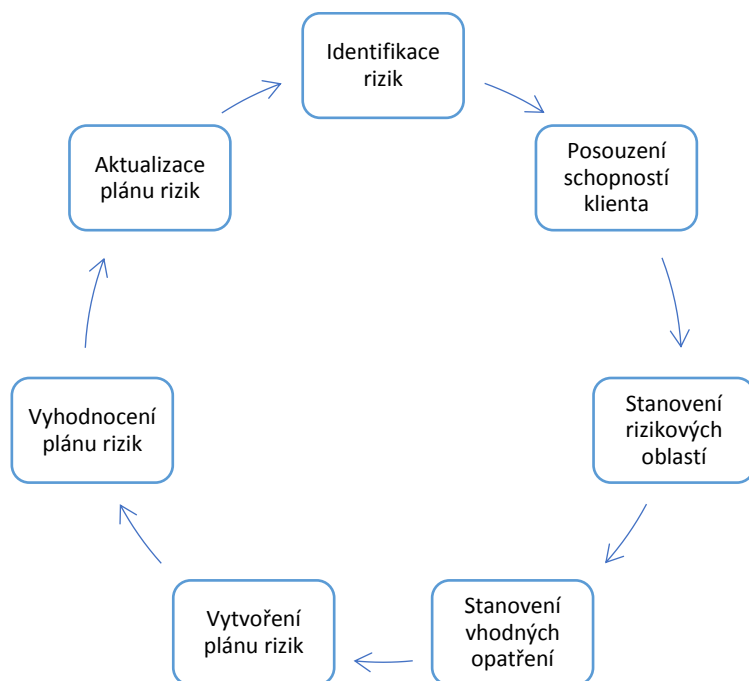 Identifikace
rizik
Posouzení
schopností
klienta
Stanovení
rizikových
oblastí
Stanovení
vhodných
opatření
Vytvoření
plánu rizik
Vyhodnocení
plánu rizik
Aktualizace
plánu rizik